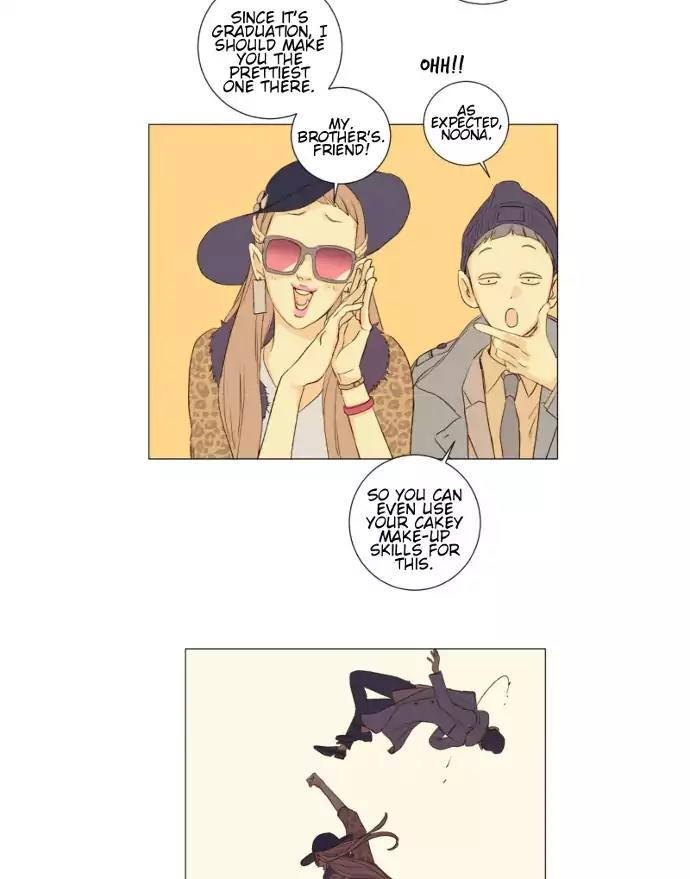 SINCE IT'S
GRADUATION, I
SHOULD MAKE
YOU THE
PRETTIEST
ONE THERE.
MY
BROTHER'S.
FRIEND!
OHH!!
AS
EXPECTED,
NOONA.
SO YOU CAN
EVEN USE
YOUR CAKEY
MAKE-UP
SKILLS FOR
THIS.